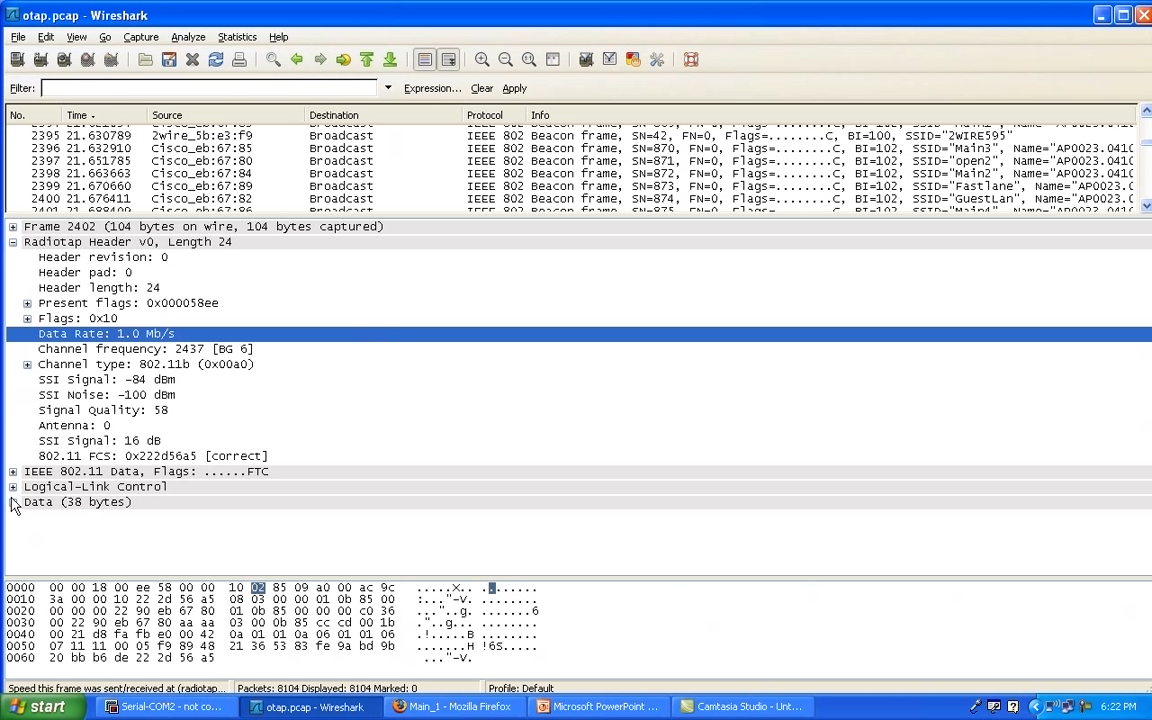 otap.pcap - Wireshark
File Edit View Go Capture Analyze Statistics Help
Filter: Expression... Clear Apply
No. Time Source Destination Protocol Info
2395 21.630789 2wire_5b:e3:f9 Broadcast IEEE 802 Beacon frame, SN=42, FN=0, Flags=........C, BI=100, SSID="2WIRE595"
2396 21.632910 Cisco_eb:67:85 Broadcast IEEE 802 Beacon frame, SN=870, FN=0, Flags=........C, BI=102, SSID="Main3", Name="AP0023.0410
2397 21.651785 Cisco_eb:67:80 Broadcast IEEE 802 Beacon frame, SN=871, FN=0, Flags=........C, BI=102, SSID="open2", Name="AP0023.0410
2398 21.663663 Cisco_eb:67:84 Broadcast IEEE 802 Beacon frame, SN=872, FN=0, Flags=........C, BI=102, SSID="Main2", Name="AP0023.0410
2399 21.670660 Cisco_eb:67:89 Broadcast IEEE 802 Beacon frame, SN=873, FN=0, Flags=........C, BI=102, SSID="Fastlane", Name="AP0023.
2400 21.676411 Cisco_eb:67:82 Broadcast IEEE 802 Beacon frame, SN=874, FN=0, Flags=........C, BI=102, SSID="GuestLan", Name="AP0023.
Frame 2402 (104 bytes on wire, 104 bytes captured)
Radiotap Header v0, Length 24
Header revision: 0
Header pad: 0
Header length: 24
Present flags: 0x000058ee
Flags: 0x10
Data Rate: 1.0 Mb/s
Channel frequency: 2437 [BG 6]
Channel type: 802.11b (0x00a0)
SSI Signal: -84 dBm
SSI Noise: -100 dBm
Signal Quality: 58
Antenna: 0
SSI Signal: 16 dB
802.11 FCS: 0x222d56a5 [correct]
IEEE 802.11 Data, Flags: ......FTC
Logical-Link Control
Data (38 bytes)
0000 00 00 18 00 ee 58 00 00 10 02 85 09 a0 00 ac 9c .....X.. ........
0010 3a 00 00 10 22 2d 56 a5 08 03 00 00 01 0b 85 00 :..."-V. ........
0020 00 00 00 22 90 eb 67 80 01 0b 85 00 00 00 c0 36 ..."..g. .......6
0030 00 22 90 eb 67 80 aa aa 03 00 0b 85 cc cd 00 1b ."..g... ........
0040 00 21 d8 fa fb e0 00 42 0a 01 01 0a 06 01 01 06 .!.....B ........
0050 07 11 11 00 05 f9 89 48 21 36 53 83 fe 9a bd 9b .......H !6S.....
0060 20 bb b6 de 22 2d 56 a5 ..."-V.
Speed this frame was sent/received at (radiotap... Packets: 8104 Displayed: 8104 Marked: 0 Profile: Default
start Serial-COM2 - not co... otap.pcap - Wireshark Main_1 - Mozilla Firefox Microsoft PowerPoint ... Camtasia Studio - Unt... 6:22 PM